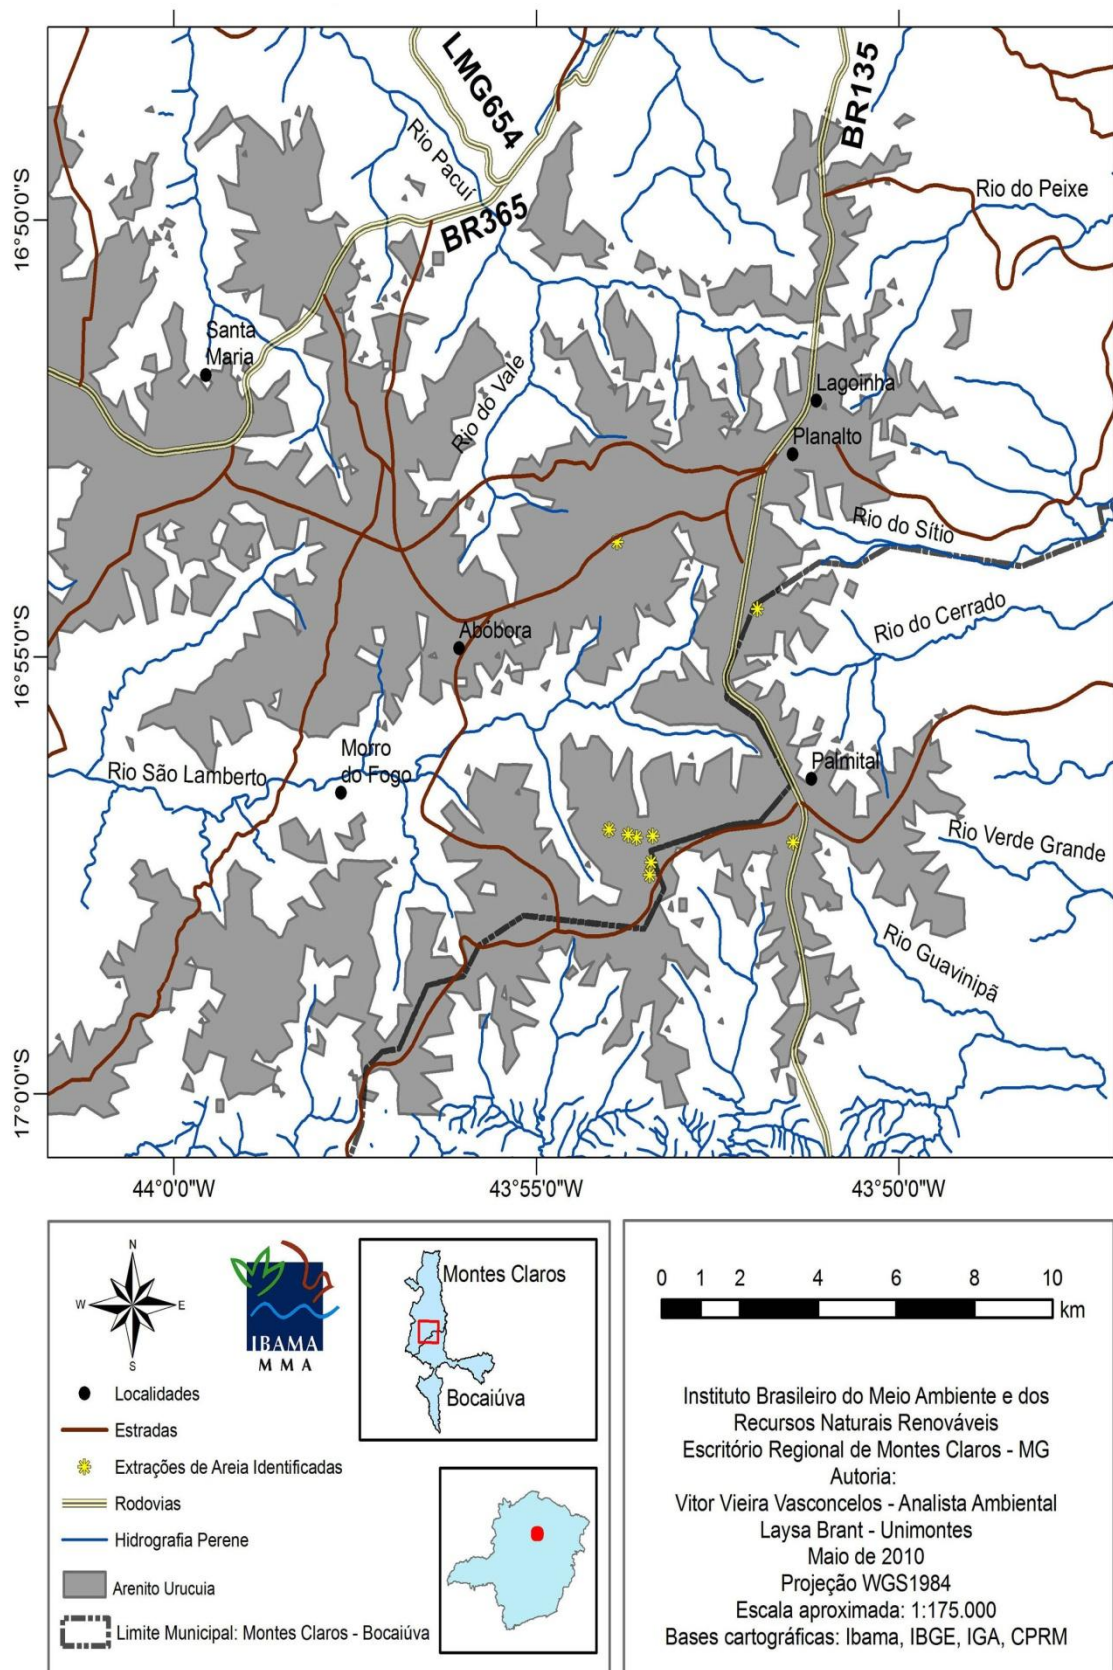 LMG654
BR135
Rio Pacuí
BR365
Rio do Peixe
16°50'0"S
Santa
Maria
Rio do Vale
Lagoinha
Planalto
Rio do Sítio
Rio do Cerrado
16°55'0"S
Abóbora
Morro
do Fogo
Rio São Lamberto
Palmital
Rio Verde Grande
Rio Guavinipã
17°0'0"S
44°0'0"W
43°55'0"W
43°50'0"W
N
W
E
S
IBAMA
MMA
Montes Claros
Bocaiúva
Localidades
Estradas
Extrações de Areia Identificadas
Rodovias
Hidrografia Perene
Arenito Urucuia
Limite Municipal: Montes Claros - Bocaiúva
0 1 2 4 6 8 10
km
Instituto Brasileiro do Meio Ambiente e dos
Recursos Naturais Renováveis
Escritório Regional de Montes Claros - MG
Autoria:
Vitor Vieira Vasconcelos - Analista Ambiental
Laysa Brant - Unimontes
Maio de 2010
Projeção WGS1984
Escala aproximada: 1:175.000
Bases cartográficas: Ibama, IBGE, IGA, CPRM